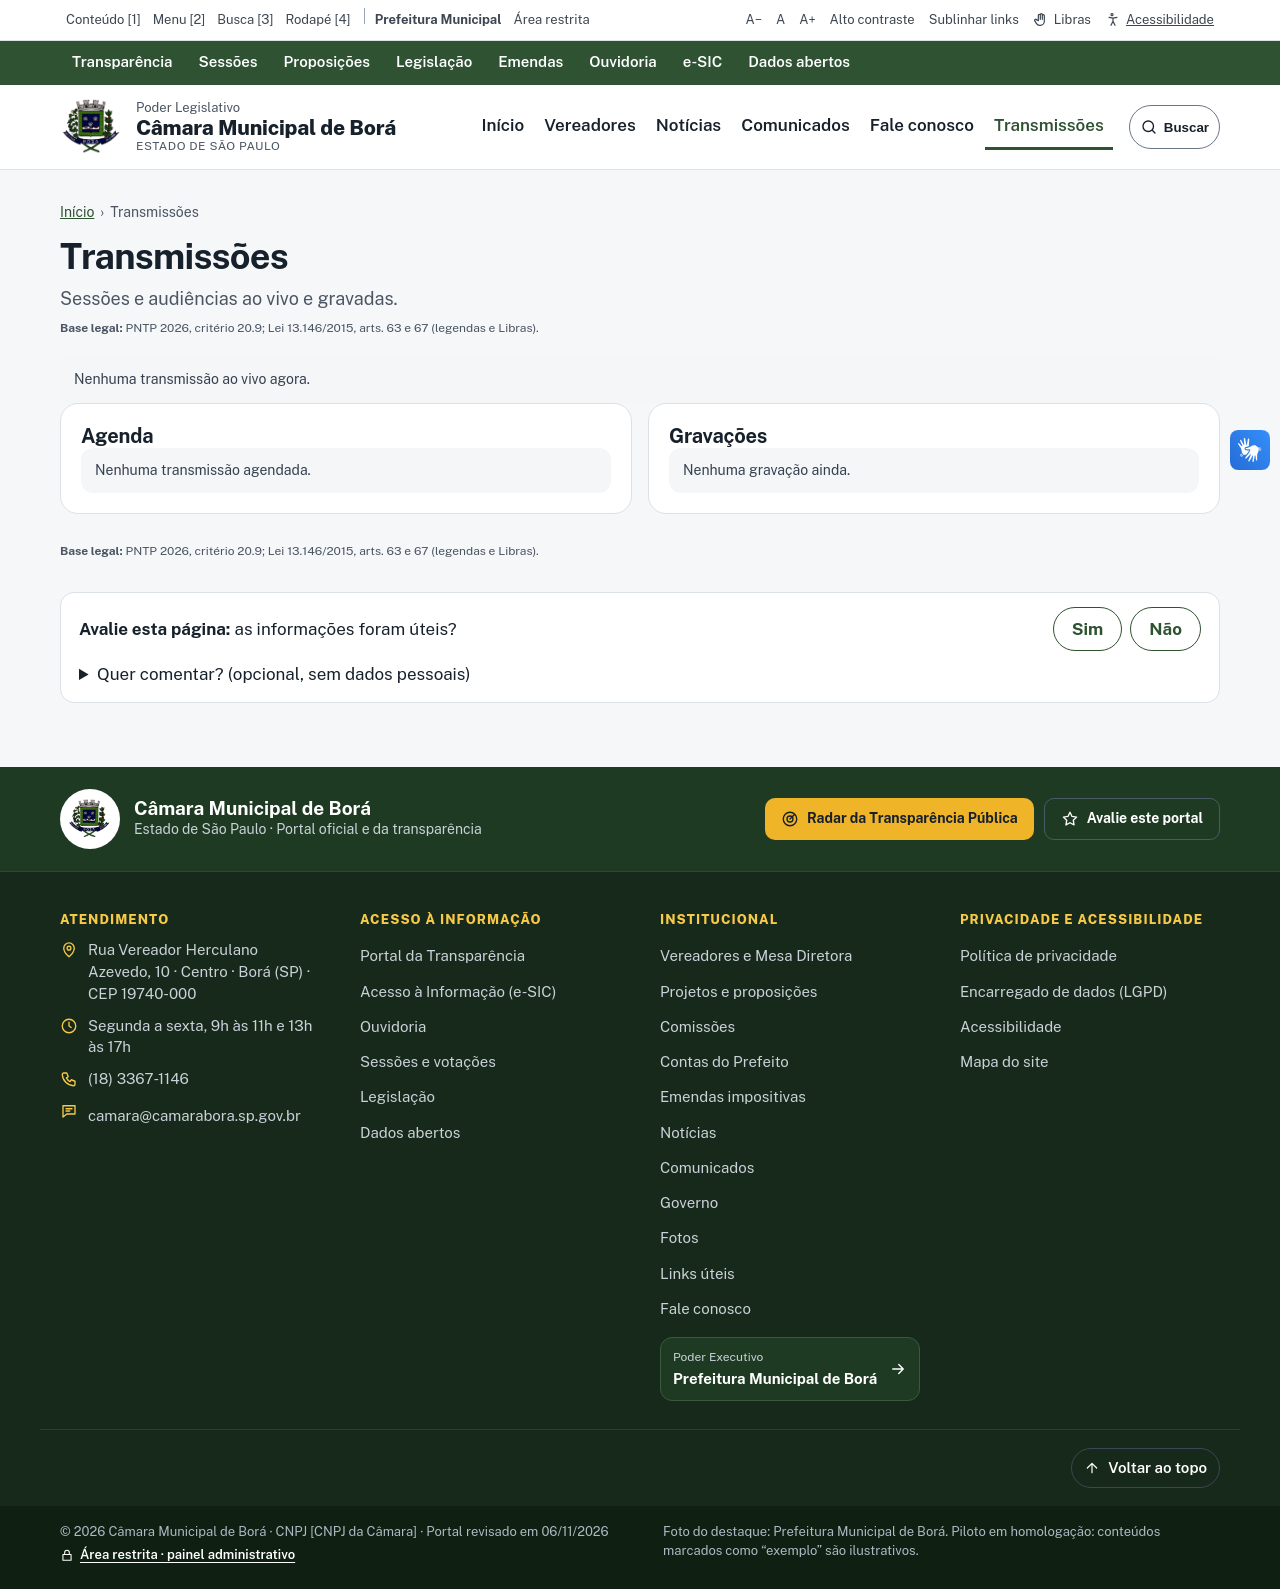 Conteúdo [1] Menu [2] Busca [3] Rodapé [4] Prefeitura Municipal Área restrita A− A A+ Alto contraste Sublinhar links Libras Acessibilidade
Transparência Sessões Proposições Legislação Emendas Ouvidoria e-SIC Dados abertos
Poder Legislativo
Câmara Municipal de Borá
ESTADO DE SÃO PAULO
Início Vereadores Notícias Comunicados Fale conosco Transmissões Buscar
Início › Transmissões
Transmissões
Sessões e audiências ao vivo e gravadas.
Base legal: PNTP 2026, critério 20.9; Lei 13.146/2015, arts. 63 e 67 (legendas e Libras).
Nenhuma transmissão ao vivo agora.
Agenda
Nenhuma transmissão agendada.
Gravações
Nenhuma gravação ainda.
Base legal: PNTP 2026, critério 20.9; Lei 13.146/2015, arts. 63 e 67 (legendas e Libras).
Avalie esta página: as informações foram úteis?
Sim Não
Quer comentar? (opcional, sem dados pessoais)
Câmara Municipal de Borá
Estado de São Paulo · Portal oficial e da transparência
Radar da Transparência Pública
Avalie este portal
ATENDIMENTO
Rua Vereador Herculano
Azevedo, 10 · Centro · Borá (SP) ·
CEP 19740-000
Segunda a sexta, 9h às 11h e 13h
às 17h
(18) 3367-1146
camara@camarabora.sp.gov.br
ACESSO À INFORMAÇÃO
Portal da Transparência
Acesso à Informação (e-SIC)
Ouvidoria
Sessões e votações
Legislação
Dados abertos
INSTITUCIONAL
Vereadores e Mesa Diretora
Projetos e proposições
Comissões
Contas do Prefeito
Emendas impositivas
Notícias
Comunicados
Governo
Fotos
Links úteis
Fale conosco
Poder Executivo
Prefeitura Municipal de Borá
PRIVACIDADE E ACESSIBILIDADE
Política de privacidade
Encarregado de dados (LGPD)
Acessibilidade
Mapa do site
Voltar ao topo
© 2026 Câmara Municipal de Borá · CNPJ [CNPJ da Câmara] · Portal revisado em 06/11/2026
Área restrita · painel administrativo
Foto do destaque: Prefeitura Municipal de Borá. Piloto em homologação: conteúdos
marcados como “exemplo” são ilustrativos.